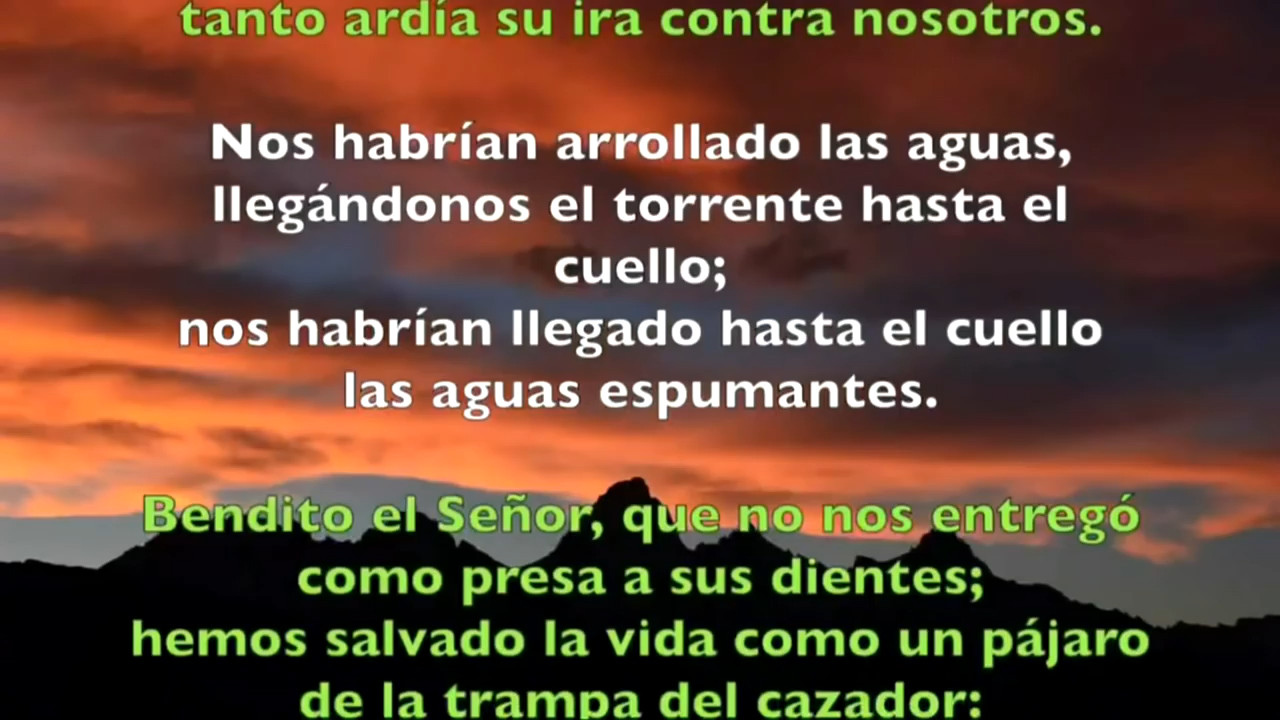 tanto ardía su ira contra nosotros.
Nos habrían arrollado las aguas,
llegándonos el torrente hasta el
cuello;
nos habrían llegado hasta el cuello
las aguas espumantes.
Bendito el Señor, que no nos entregó
como presa a sus dientes;
hemos salvado la vida como un pájaro
de la trampa del cazador: